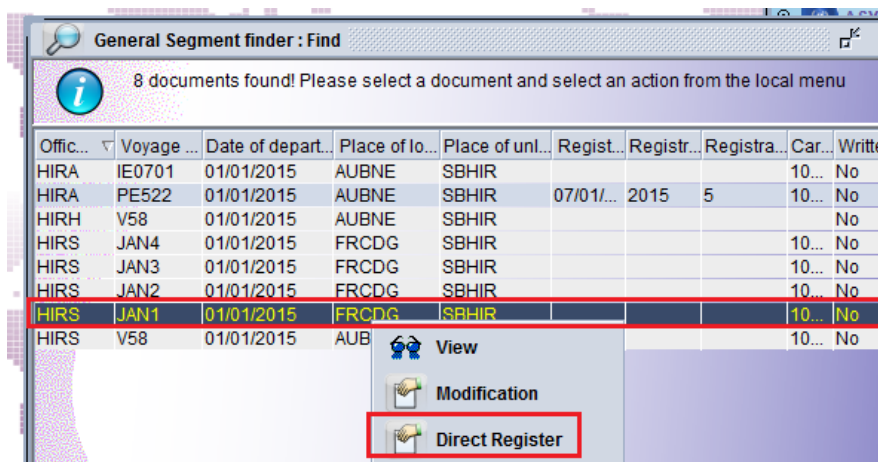 General Segment finder : Find
8 documents found! Please select a document and select an action from the local menu
Offic... Voyage ... Date of depart... Place of lo... Place of unl... Regist... Registr... Registra... Car... Writte
HIRA IE0701 01/01/2015 AUBNE SBHIR 10... No
HIRA PE522 01/01/2015 AUBNE SBHIR 07/01/... 2015 5 10... No
HIRH V58 01/01/2015 AUBNE SBHIR No
HIRS JAN4 01/01/2015 FRCDG SBHIR 10... No
HIRS JAN3 01/01/2015 FRCDG SBHIR 10... No
HIRS JAN2 01/01/2015 FRCDG SBHIR 10... No
HIRS JAN1 01/01/2015 FRCDG SBHIR 10... No
HIRS V58 01/01/2015 AUB 10... No
View
Modification
Direct Register